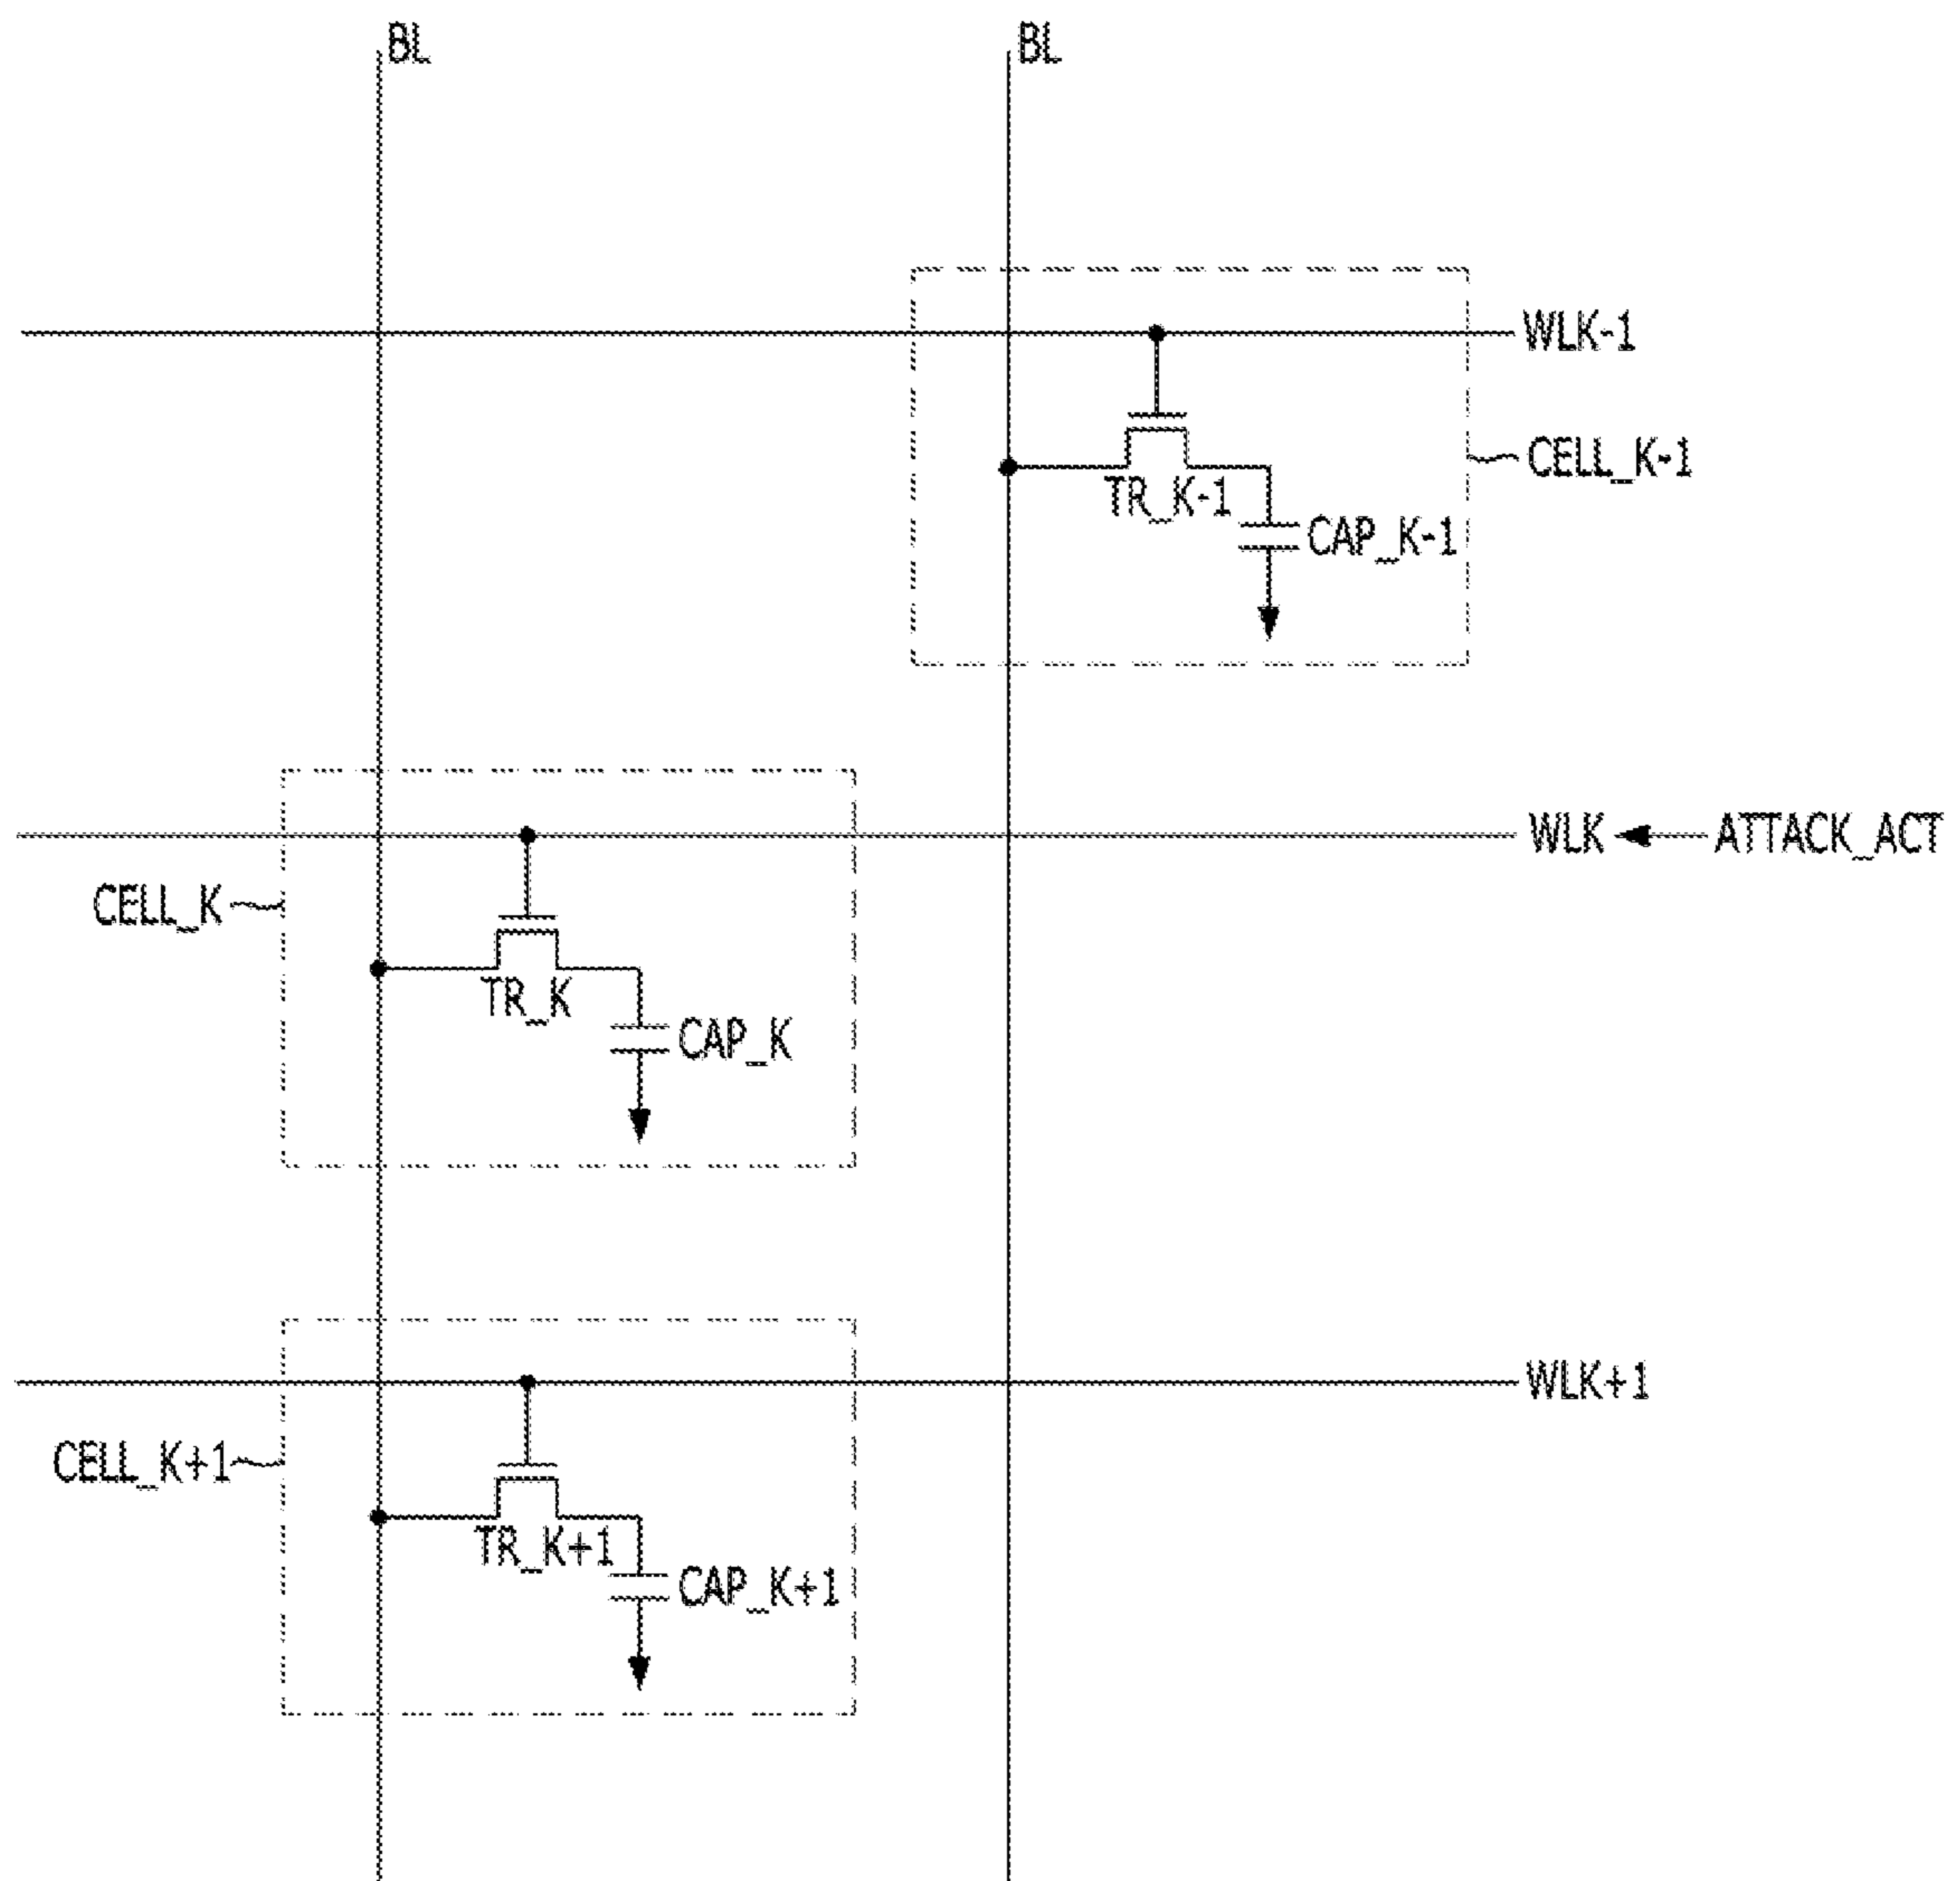 BL BL
WLK-1
CELL_K-1
TR_K-1
CAP_K-1
WLK ATTACK_ACT
CELL_K
TR_K
CAP_K
WLK+1
CELL_K+1
TR_K+1
CAP_K+1